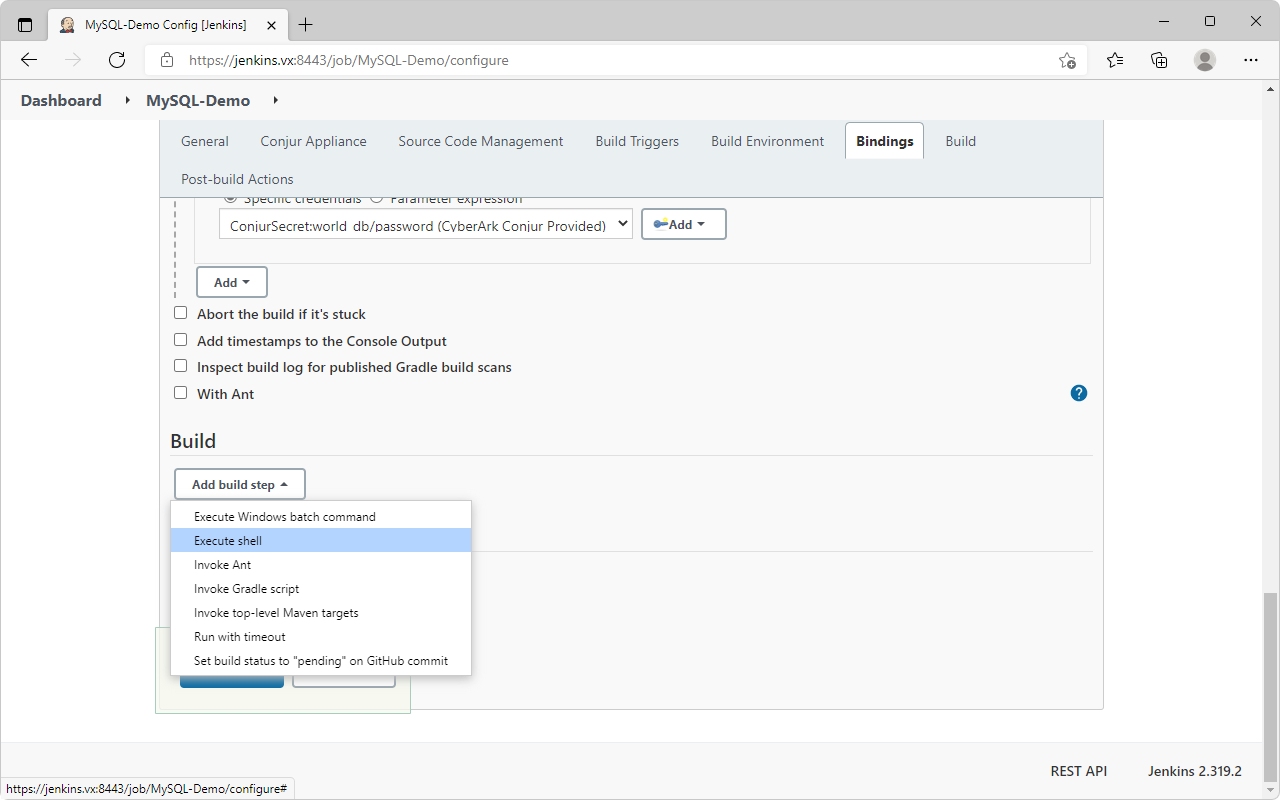 MySQL-Demo Config [Jenkins]
https://jenkins.vx:8443/job/MySQL-Demo/configure
Dashboard MySQL-Demo
General Conjur Appliance Source Code Management Build Triggers Build Environment Bindings Build
Post-build Actions
Specific credentials Parameter expression
ConjurSecret:world_db/password (CyberArk Conjur Provided) Add
Add
Abort the build if it's stuck
Add timestamps to the Console Output
Inspect build log for published Gradle build scans
With Ant ?
Build
Add build step
Execute Windows batch command
Execute shell
Invoke Ant
Invoke Gradle script
Invoke top-level Maven targets
Run with timeout
Set build status to "pending" on GitHub commit
REST API Jenkins 2.319.2
https://jenkins.vx:8443/job/MySQL-Demo/configure#